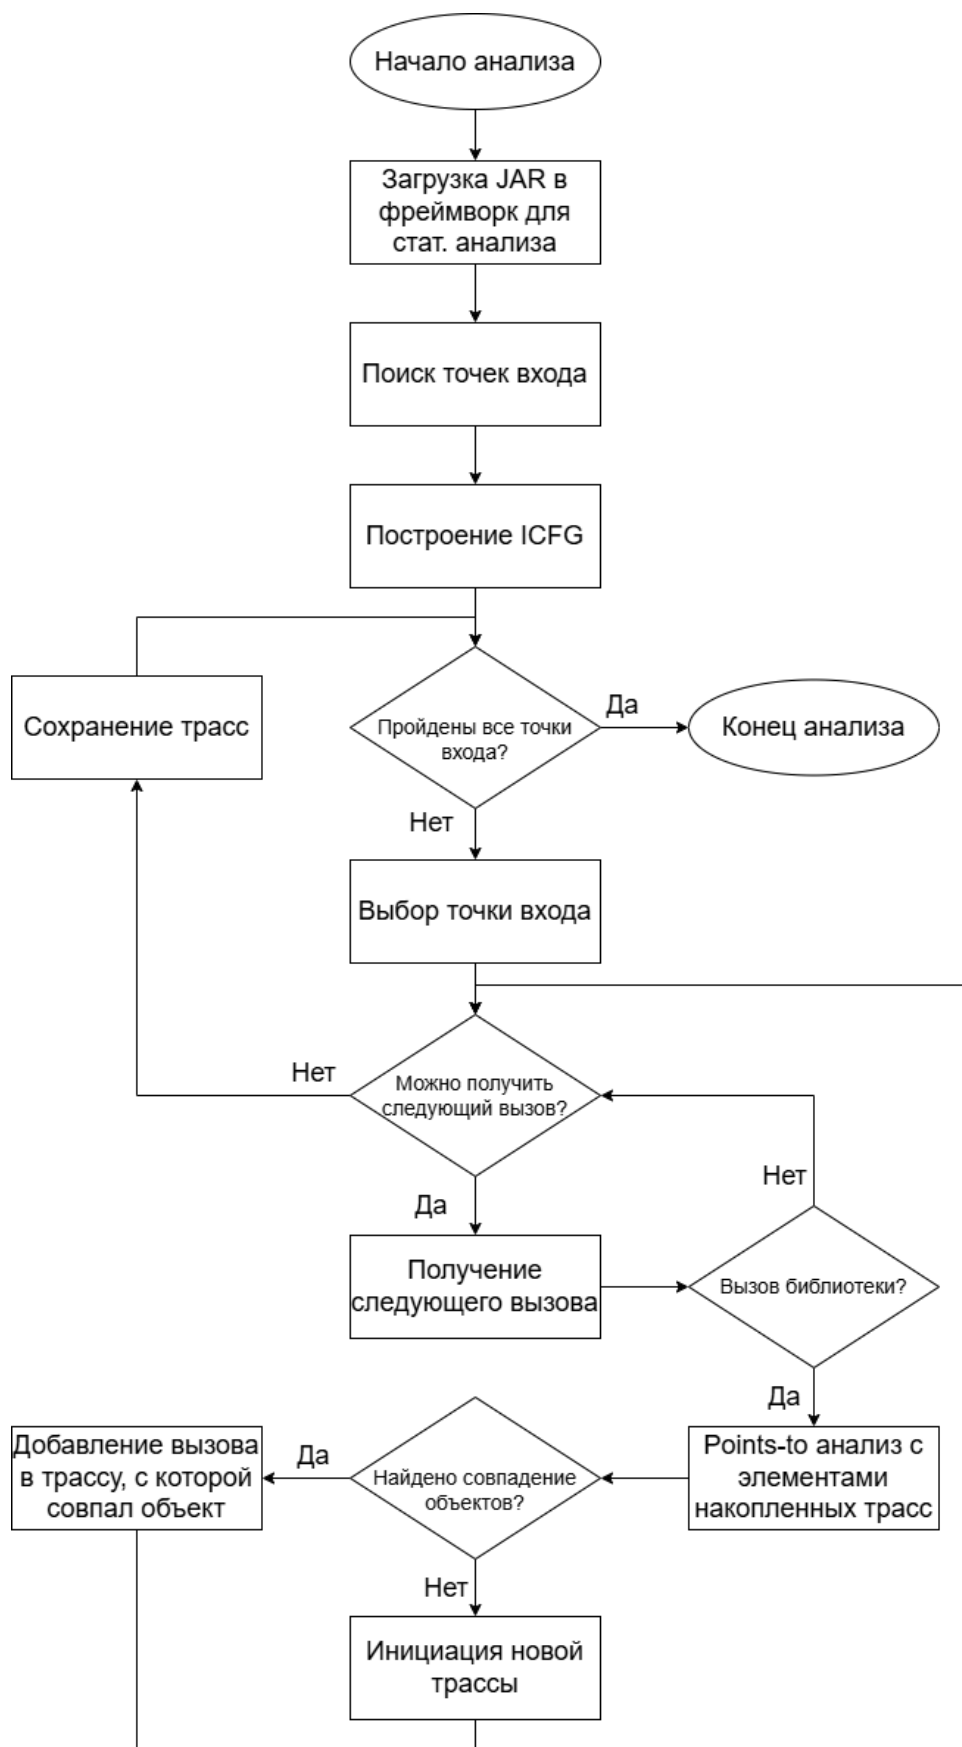 Начало анализа
Загрузка JAR в
фреймворк для
стат. анализа
Поиск точек входа
Построение ICFG
Сохранение трасс
Пройдены все точки
входа?
Да
Конец анализа
Нет
Выбор точки входа
Нет
Можно получить
следующий вызов?
Нет
Да
Получение
следующего вызова
Вызов библиотеки?
Да
Добавление вызова
в трассу, с которой
совпал объект
Да
Найдено совпадение
объектов?
Points-to анализ с
элементами
накопленных трасс
Нет
Инициация новой
трассы